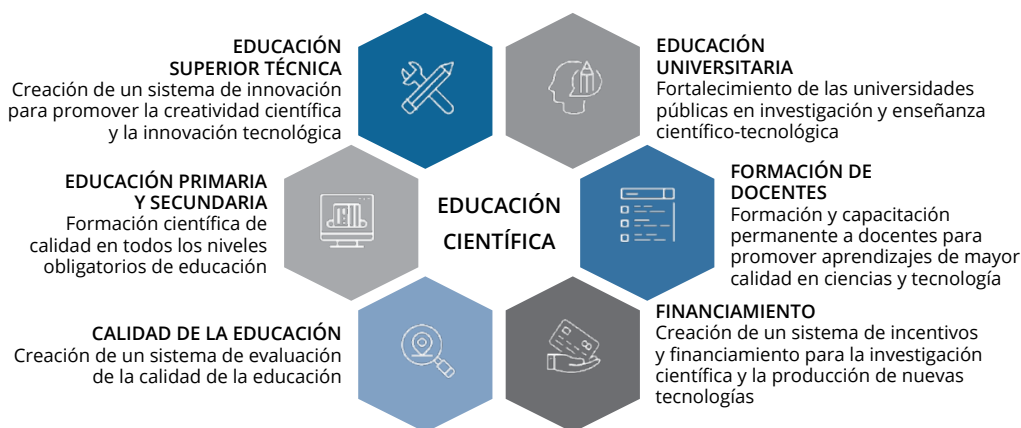 EDUCACIÓN
SUPERIOR TÉCNICA
Creación de un sistema de innovación
para promover la creatividad científica
y la innovación tecnológica
EDUCACIÓN
UNIVERSITARIA
Fortalecimiento de las universidades
públicas en investigación y enseñanza
científico-tecnológica
EDUCACIÓN PRIMARIA
Y SECUNDARIA
Formación científica de
calidad en todos los niveles
obligatorios de educación
EDUCACIÓN
CIENTÍFICA
FORMACIÓN DE
DOCENTES
Formación y capacitación
permanente a docentes para
promover aprendizajes de mayor
calidad en ciencias y tecnología
CALIDAD DE LA EDUCACIÓN
Creación de un sistema de evaluación
de la calidad de la educación
FINANCIAMIENTO
Creación de un sistema de incentivos
y financiamiento para la investigación
científica y la producción de nuevas
tecnologías